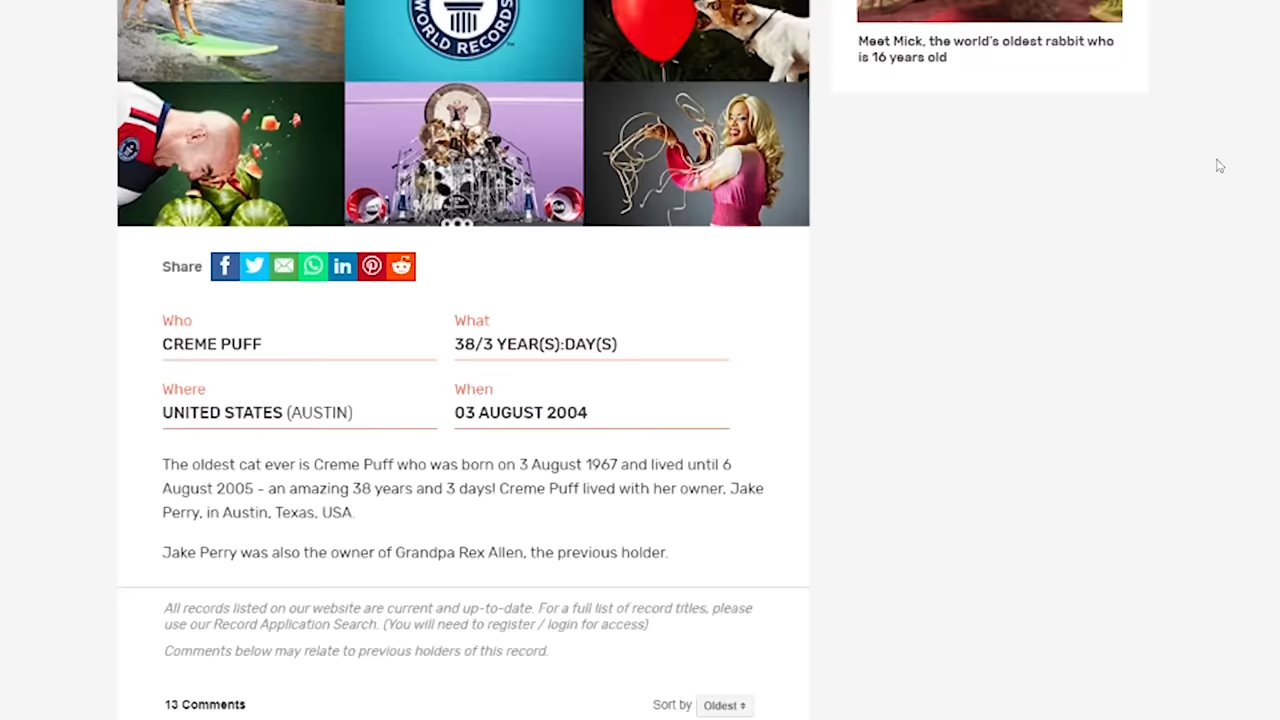 WORLD RECORDS
Meet Mick, the world's oldest rabbit who
is 16 years old
Share
Who
CREME PUFF
What
38/3 YEAR(S):DAY(S)
Where
UNITED STATES (AUSTIN)
When
03 AUGUST 2004
The oldest cat ever is Creme Puff who was born on 3 August 1967 and lived until 6
August 2005 - an amazing 38 years and 3 days! Creme Puff lived with her owner, Jake
Perry, in Austin, Texas, USA.
Jake Perry was also the owner of Grandpa Rex Allen, the previous holder.
All records listed on our website are current and up-to-date. For a full list of record titles, please
use our Record Application Search. (You will need to register / login for access)
Comments below may relate to previous holders of this record.
13 Comments
Sort by Oldest